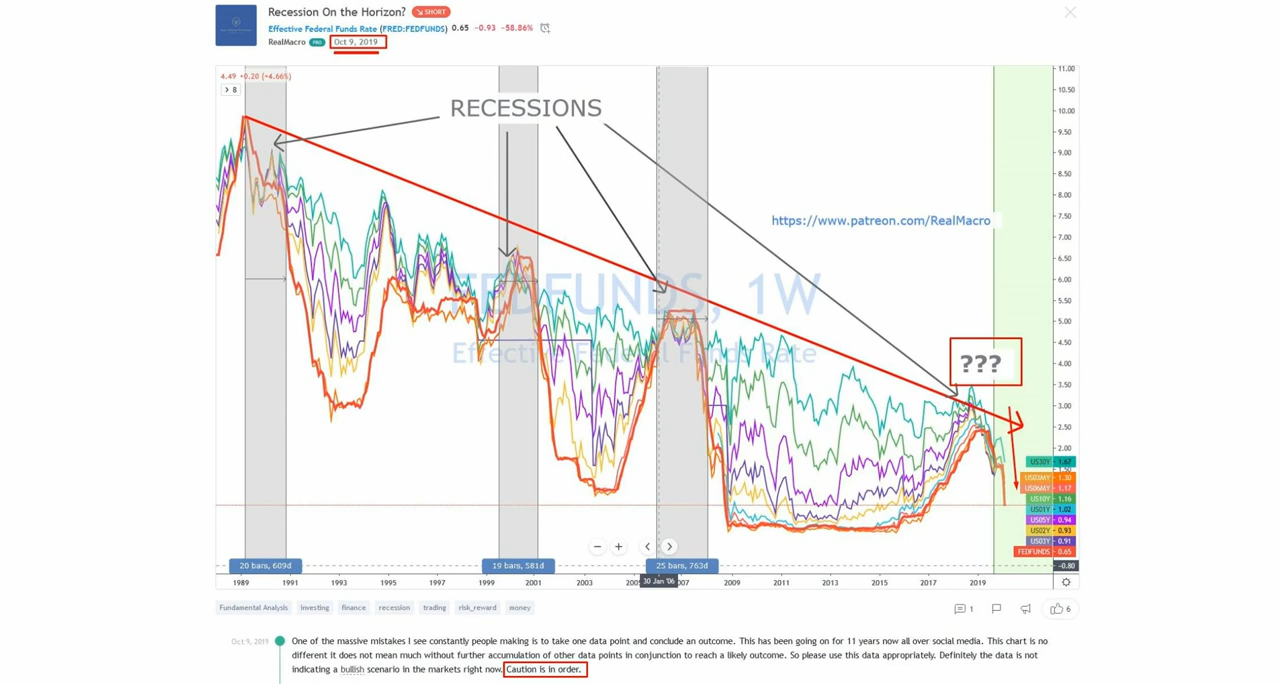 Recession On the Horizon? SHORT
Effective Federal Funds Rate (FRED:FEDFUNDS) 0.65 -0.93 -58.86%
RealMacro PRO Oct 9, 2019
4.49 +0.20 (+4.66%)
> 8
RECESSIONS
https://www.patreon.com/RealMacro
FEDFUNDS, 1W
Effective Federal Funds Rate
???
11.00
10.50
10.00
9.50
9.00
8.50
8.00
7.50
7.00
6.50
6.00
5.50
5.00
4.50
4.00
3.50
3.00
2.50
2.00
US30Y 1.67
US03MY 1.30
US06MY 1.17
US10Y 1.16
US01Y 1.02
US05Y 0.94
US02Y 0.93
US03Y 0.91
FEDFUNDS 0.65
-0.80
20 bars, 609d
19 bars, 581d
25 bars, 763d
1989 1991 1993 1995 1997 1999 2001 2003 30 Jan '06 2009 2011 2013 2015 2017 2019
Fundamental Analysis investing finance recession trading risk_reward money
1 6
Oct 9, 2019 One of the massive mistakes I see constantly people making is to take one data point and conclude an outcome. This has been going on for 11 years now all over social media. This chart is no
different it does not mean much without further accumulation of other data points in conjunction to reach a likely outcome. So please use this data appropriately. Definitely the data is not
indicating a bullish scenario in the markets right now. Caution is in order.